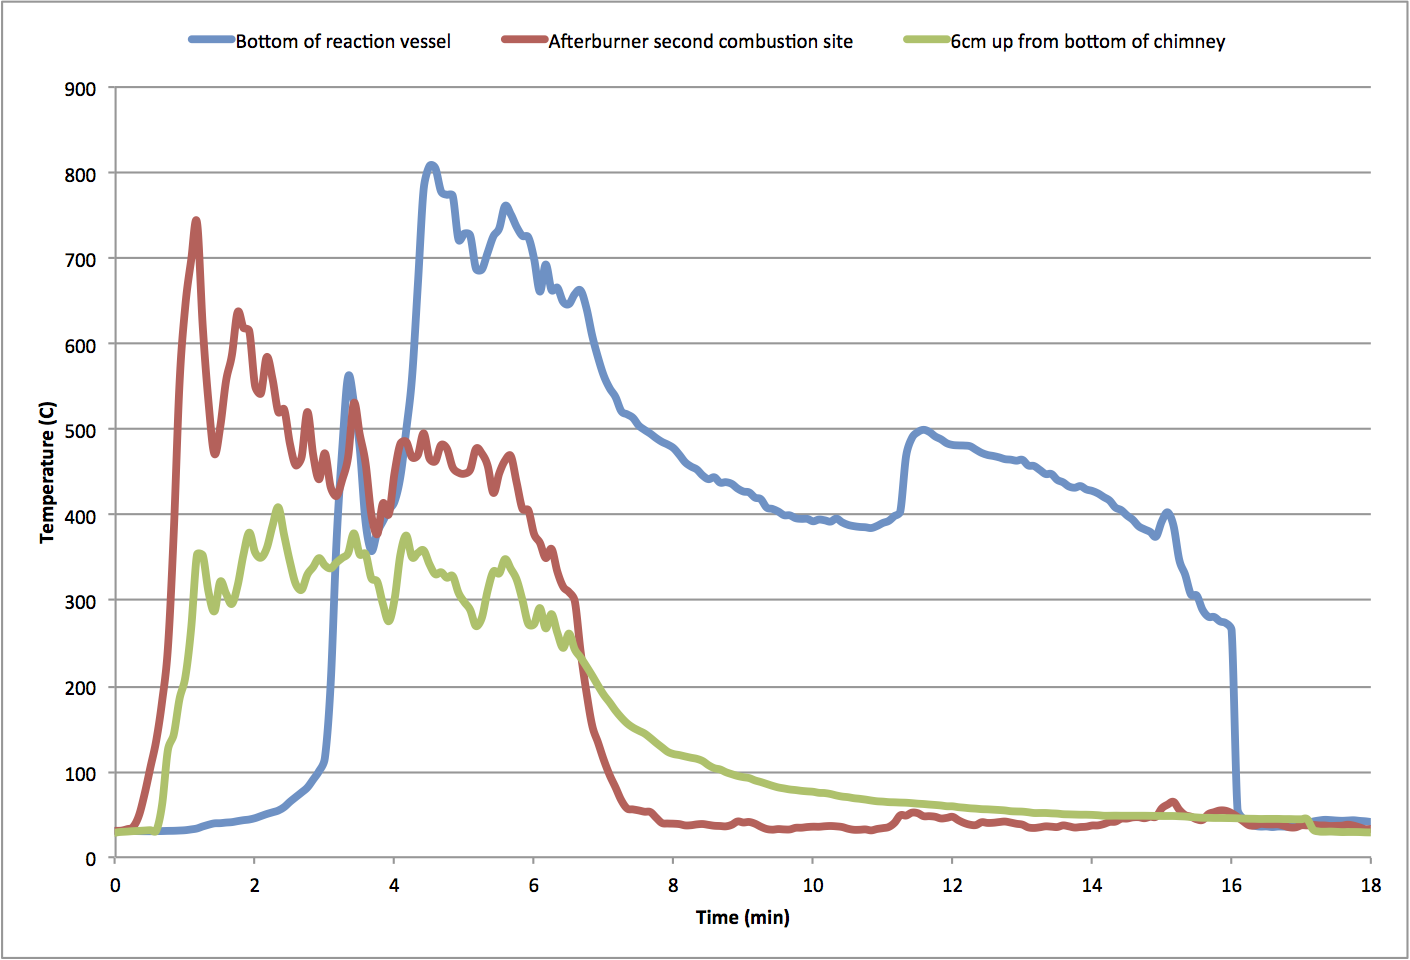 Bottom of reaction vessel Afterburner second combustion site 6cm up from bottom of chimney
900
800
700
600
500
400
300
200
100
0
Temperature (C)
0 2 4 6 8 10 12 14 16 18
Time (min)